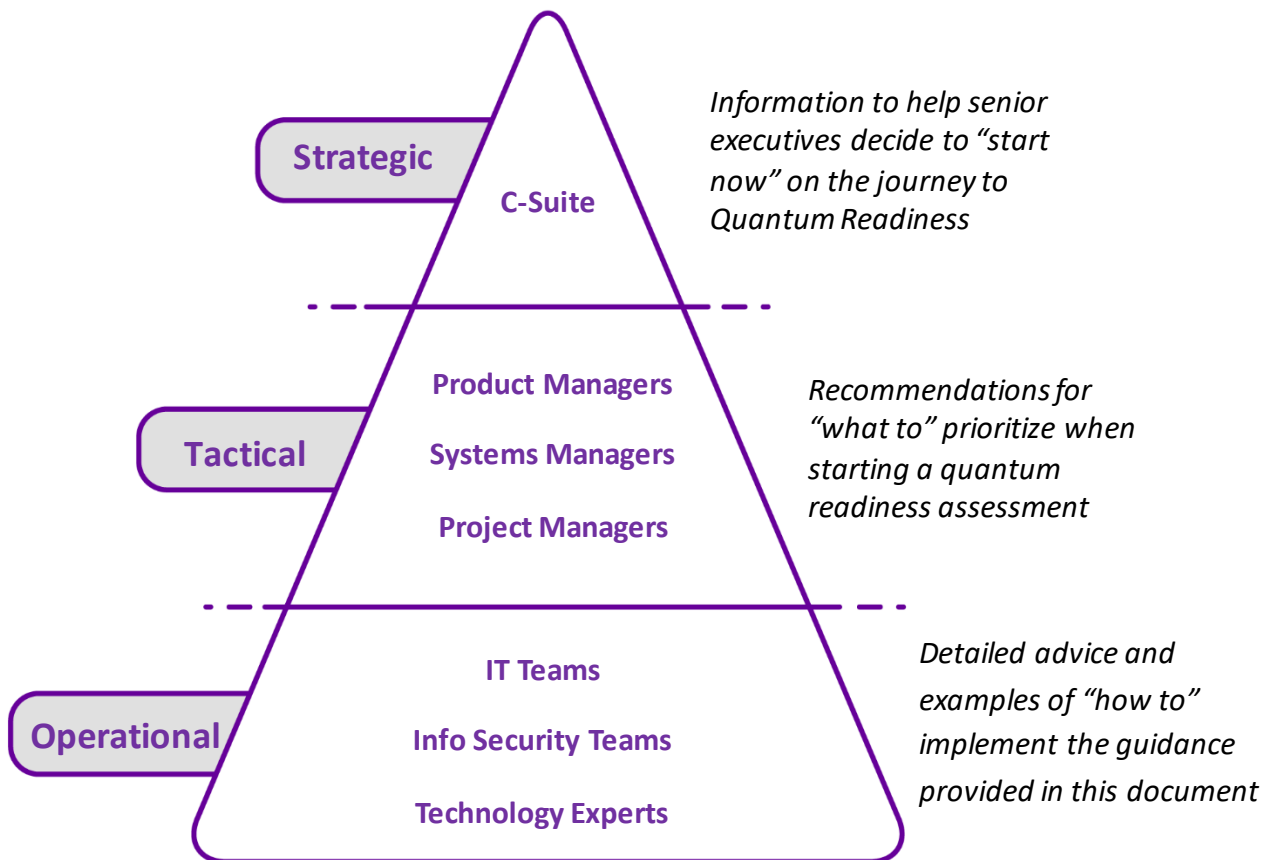 Strategic
C-Suite
Information to help senior
executives decide to “start
now” on the journey to
Quantum Readiness
Tactical
Product Managers
Systems Managers
Project Managers
Recommendations for
“what to” prioritize when
starting a quantum
readiness assessment
Operational
IT Teams
Info Security Teams
Technology Experts
Detailed advice and
examples of “how to”
implement the guidance
provided in this document